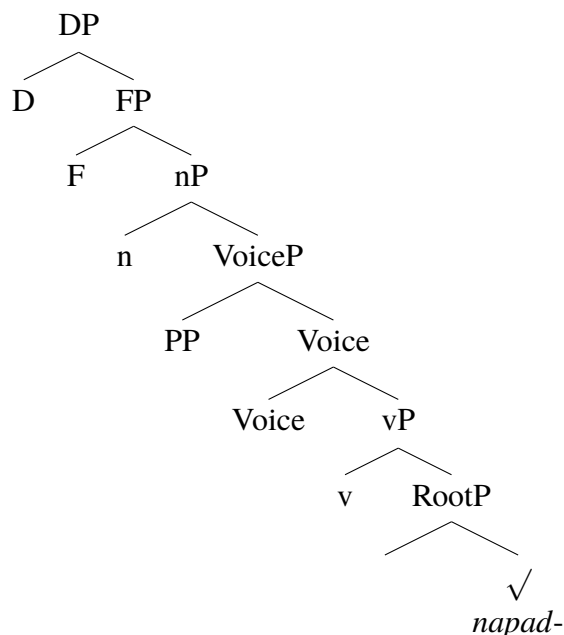 DP
D FP
F nP
n VoiceP
PP Voice
Voice vP
v RootP
√
napad-